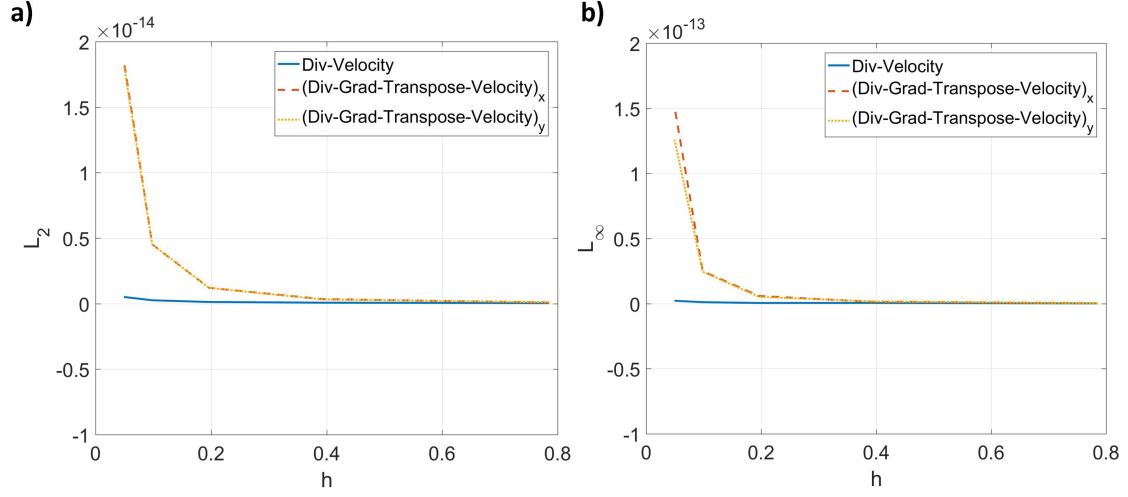 a)
×10⁻¹⁴
2
1.5
1
0.5
0
-0.5
-1
L₂
0
0.2
0.4
0.6
0.8
h
Div-Velocity
(Div-Grad-Transpose-Velocity)ₓ
(Div-Grad-Transpose-Velocity)y
b)
×10⁻¹³
2
1.5
1
0.5
0
-0.5
-1
L∞
0
0.2
0.4
0.6
0.8
h
Div-Velocity
(Div-Grad-Transpose-Velocity)ₓ
(Div-Grad-Transpose-Velocity)y